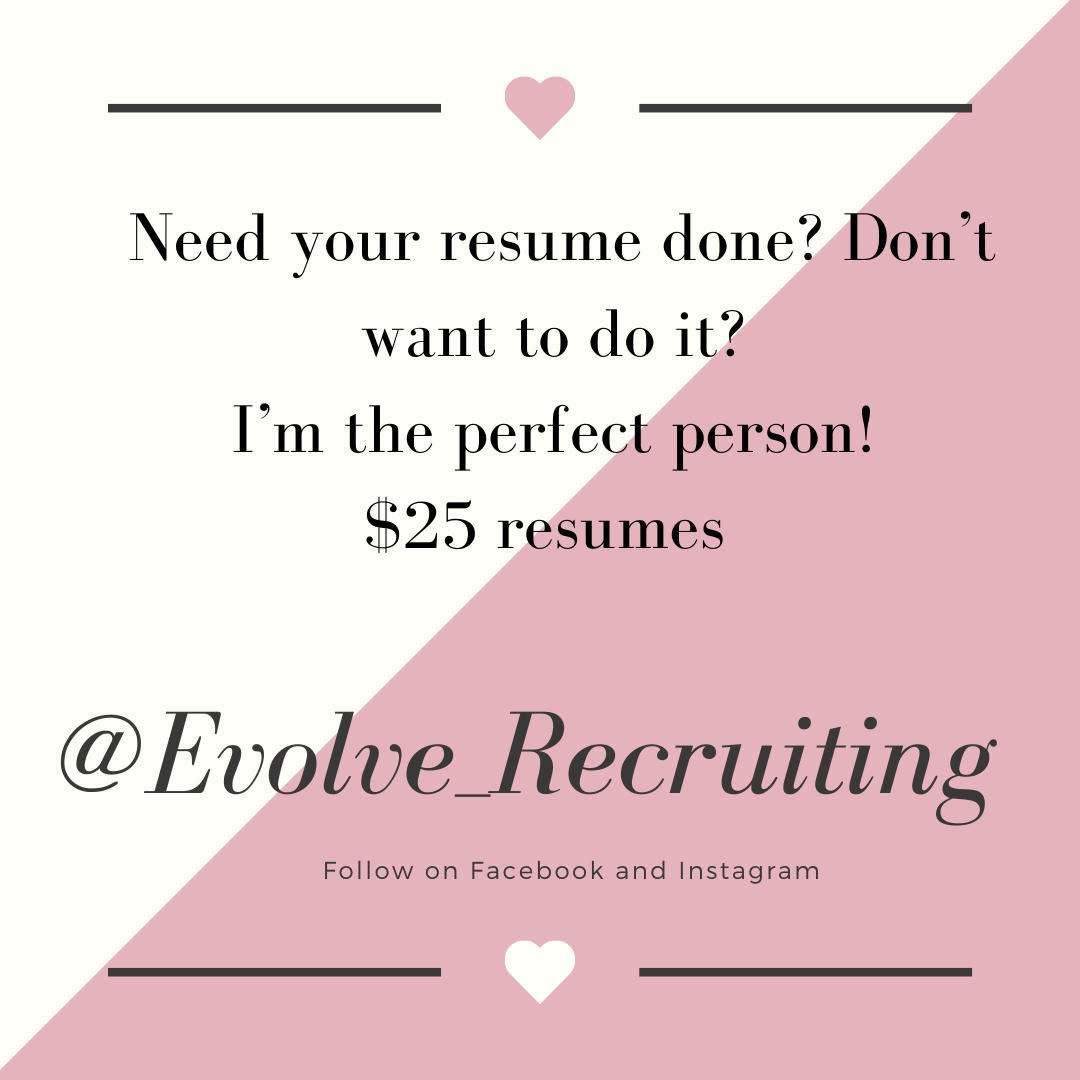 Need your resume done? Don’t
want to do it?
I’m the perfect person!
$25 resumes
@Evolve_Recruiting
Follow on Facebook and Instagram